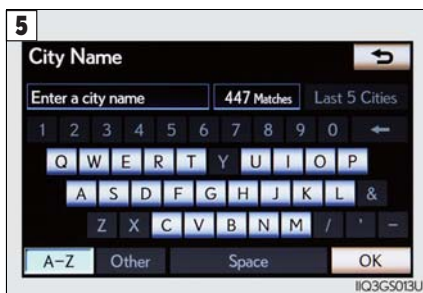 5
City Name
Enter a city name 447 Matches Last 5 Cities
1 2 3 4 5 6 7 8 9 0 ←
Q W E R T Y U I O P
A S D F G H J K L &
Z X C V B N M / ' -
A-Z Other Space OK
IIQ3GS013U